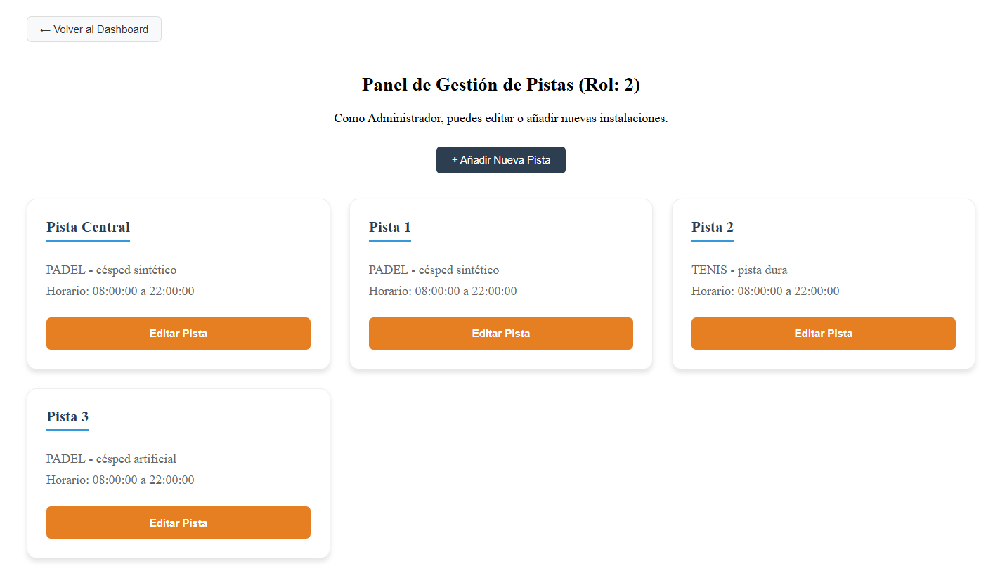 ← Volver al Dashboard
Panel de Gestión de Pistas (Rol: 2)
Como Administrador, puedes editar o añadir nuevas instalaciones.
+ Añadir Nueva Pista
Pista Central
PADEL - césped sintético
Horario: 08:00:00 a 22:00:00
Editar Pista
Pista 1
PADEL - césped sintético
Horario: 08:00:00 a 22:00:00
Editar Pista
Pista 2
TENIS - pista dura
Horario: 08:00:00 a 22:00:00
Editar Pista
Pista 3
PADEL - césped artificial
Horario: 08:00:00 a 22:00:00
Editar Pista